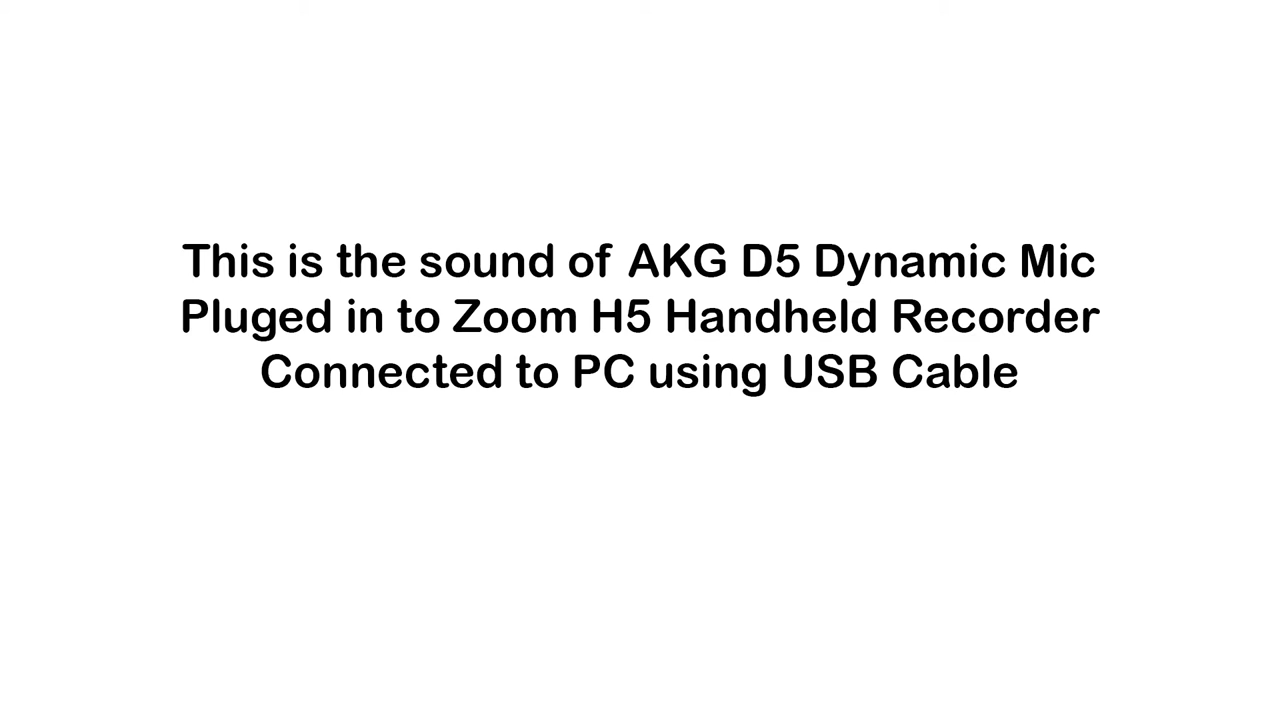 This is the sound of AKG D5 Dynamic Mic
Pluged in to Zoom H5 Handheld Recorder
Connected to PC using USB Cable